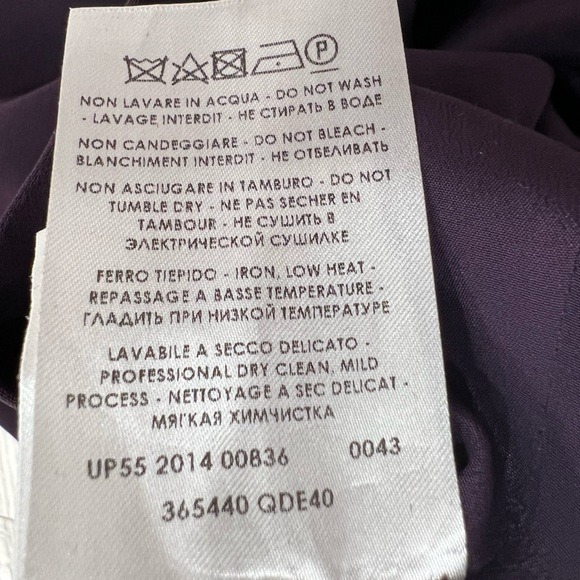 P
NON LAVARE IN ACQUA - DO NOT WASH
- LAVAGE INTERDIT - НЕ СТИРАТЬ В ВОДЕ
NON CANDEGGIARE - DO NOT BLEACH -
BLANCHIMENT INTERDIT - НЕ ОТБЕЛИВАТЬ
NON ASCIUGARE IN TAMBURO - DO NOT
TUMBLE DRY - NE PAS SECHER EN
TAMBOUR - НЕ СУШИТЬ В
ЭЛЕКТРИЧЕСКОЙ СУШИЛКЕ
FERRO TIEPIDO - IRON, LOW HEAT -
REPASSAGE A BASSE TEMPERATURE -
ГЛАДИТЬ ПРИ НИЗКОЙ ТЕМПЕРАТУРЕ
LAVABILE A SECCO DELICATO -
PROFESSIONAL DRY CLEAN, MILD
PROCESS - NETTOYAGE A SEC DELICAT -
МЯГКАЯ ХИМЧИСТКА
UP55 2014 00836 0043
365440 QDE40